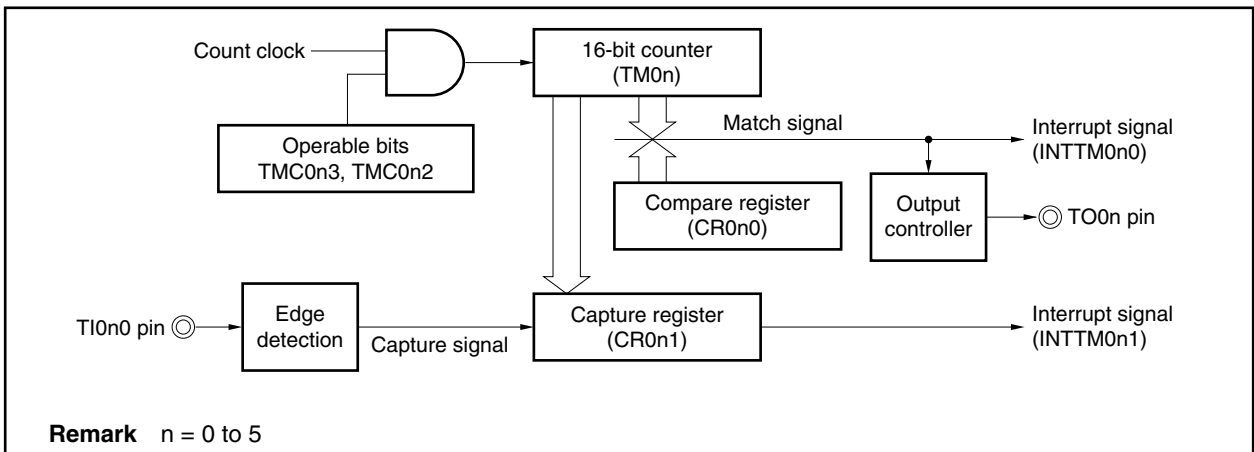 Count clock
16-bit counter
(TM0n)
Operable bits
TMC0n3, TMC0n2
Match signal
Interrupt signal
(INTTM0n0)
Compare register
(CR0n0)
Output
controller
TO0n pin
TI0n0 pin
Edge
detection
Capture signal
Capture register
(CR0n1)
Interrupt signal
(INTTM0n1)
Remark n = 0 to 5